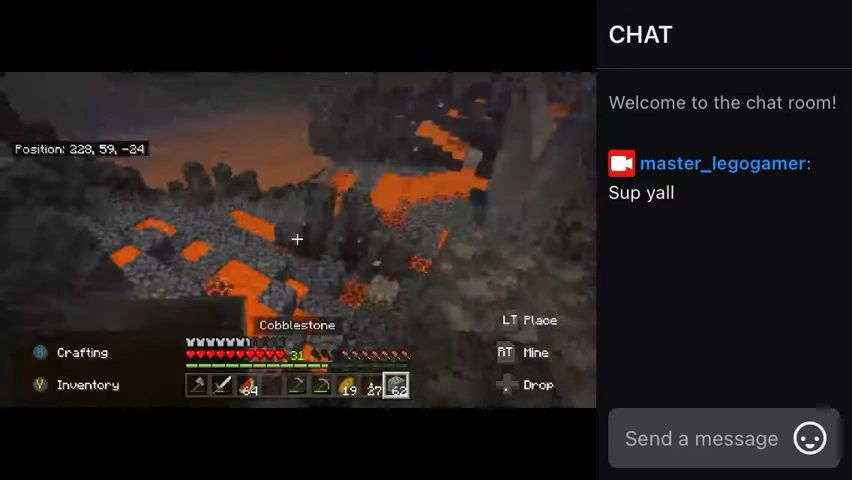 CHAT
Welcome to the chat room!
master_legogamer:
Sup yall
Position: 228, 59, -24
Cobblestone
LT Place
31
X Crafting
RT Mine
Y Inventory
64
19
27
62
Drop
Send a message